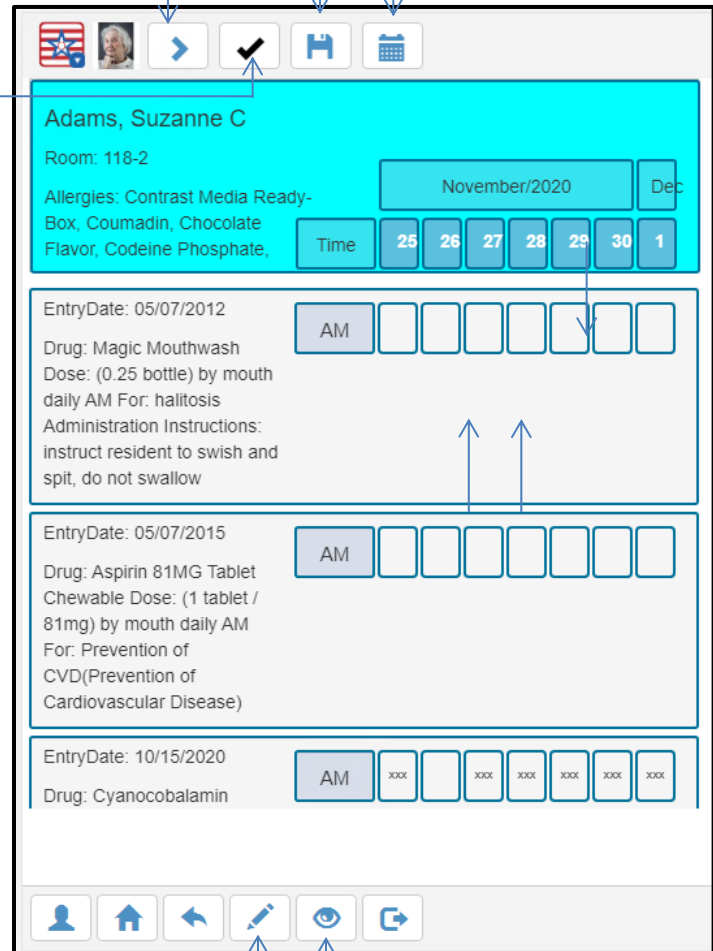 Adams, Suzanne C
Room: 118-2
Allergies: Contrast Media Ready-
Box, Coumadin, Chocolate
Flavor, Codeine Phosphate,
November/2020 Dec
Time 25 26 27 28 29 30 1
EntryDate: 05/07/2012
AM
Drug: Magic Mouthwash
Dose: (0.25 bottle) by mouth
daily AM For: halitosis
Administration Instructions:
instruct resident to swish and
spit, do not swallow
EntryDate: 05/07/2015
AM
Drug: Aspirin 81MG Tablet
Chewable Dose: (1 tablet /
81mg) by mouth daily AM
For: Prevention of
CVD(Prevention of
Cardiovascular Disease)
EntryDate: 10/15/2020
AM xxx xxx xxx xxx xxx xxx
Drug: Cyanocobalamin